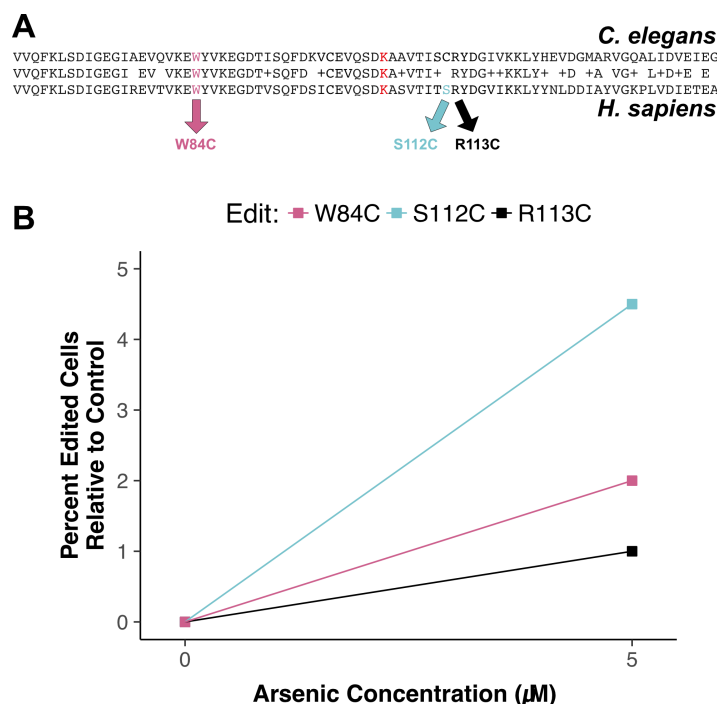 A
C. elegans
VVQFKLSDIGEGIAEVQVKEWYVKEGDTISQFDKVCEVQSDKAAVTISCRYDGIVKKLYHEVDGMARVGQALIDVEIEG
VVQFKLSDIGEGI EV VKEWYVKEGDT+SQFD +CEVQSDKA+VTI+ RYDG++KKLY+ +D +A VG+ L+D+E E
VVQFKLSDIGEGIREVTVKEWYVKEGDTVSQFDSICEVQSDKASVTITSRYDGVIKKLYYNLDDIAYVGKPLVDIETEA
H. sapiens
W84C S112C R113C
B
Edit: W84C S112C R113C
5
4
3
2
1
0
Percent Edited Cells
Relative to Control
0 5
Arsenic Concentration (μM)